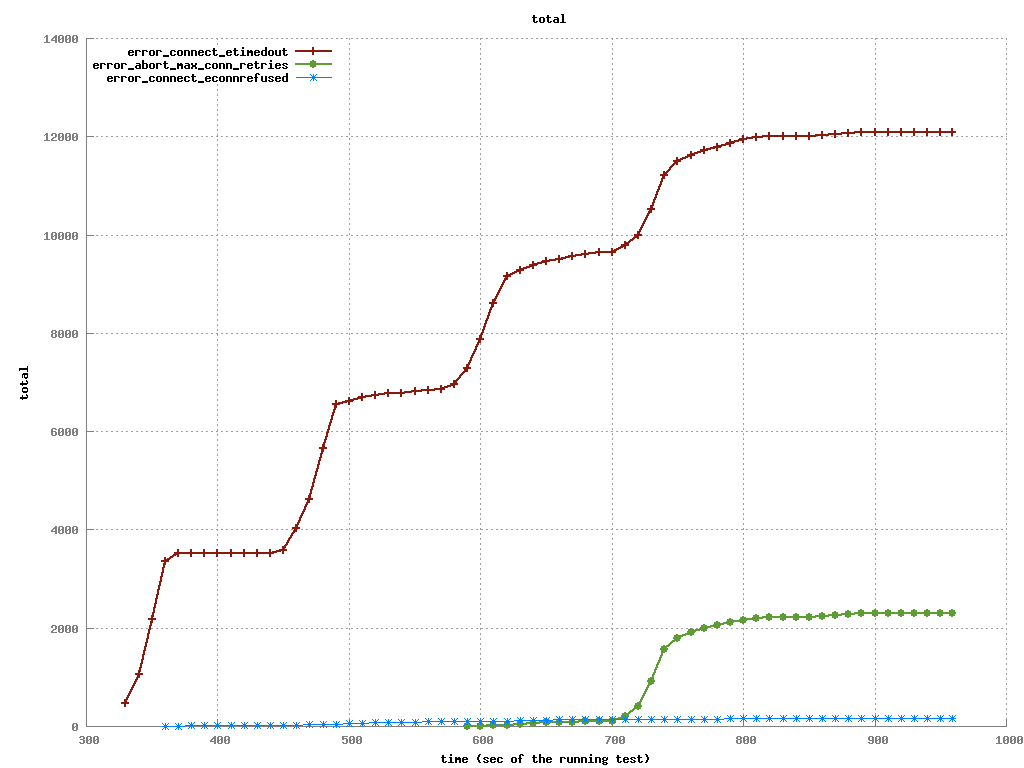 total
14000
error_connect_etimedout
error_abort_max_conn_retries
error_connect_econnrefused
12000
10000
8000
total
6000
4000
2000
0
300 400 500 600 700 800 900 1000
time (sec of the running test)